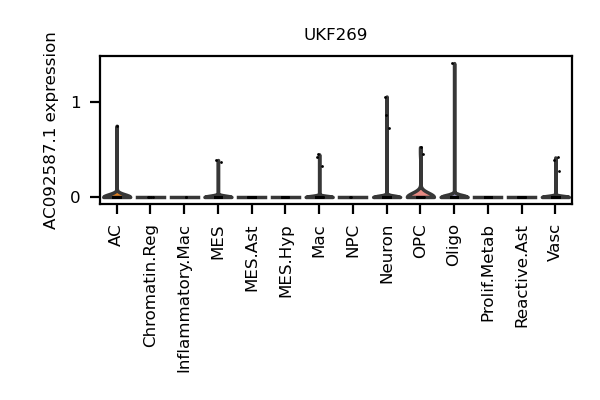 UKF269
AC092587.1 expression
1
0
AC
Chromatin.Reg
Inflammatory.Mac
MES
MES.Ast
MES.Hyp
Mac
NPC
Neuron
OPC
Oligo
Prolif.Metab
Reactive.Ast
Vasc